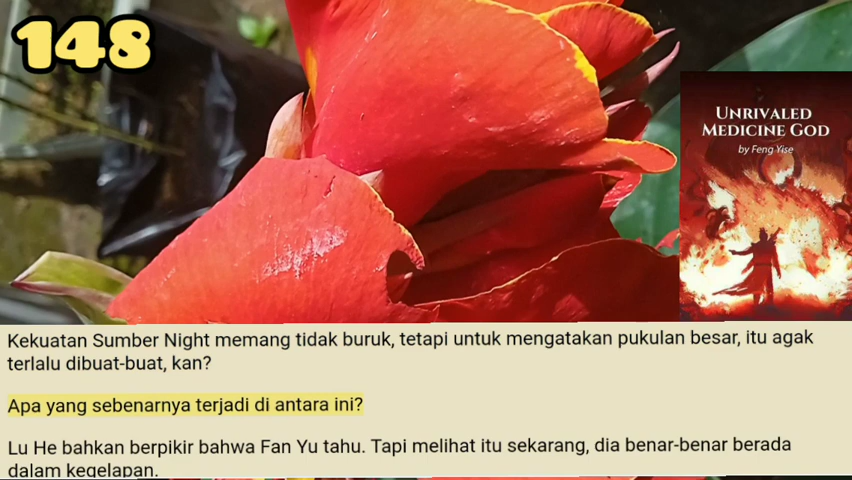 148
UNRIVALED
MEDICINE GOD
by Feng Yise
Kekuatan Sumber Night memang tidak buruk, tetapi untuk mengatakan pukulan besar, itu agak
terlalu dibuat-buat, kan?
Apa yang sebenarnya terjadi di antara ini?
Lu He bahkan berpikir bahwa Fan Yu tahu. Tapi melihat itu sekarang, dia benar-benar berada
dalam kegelapan.